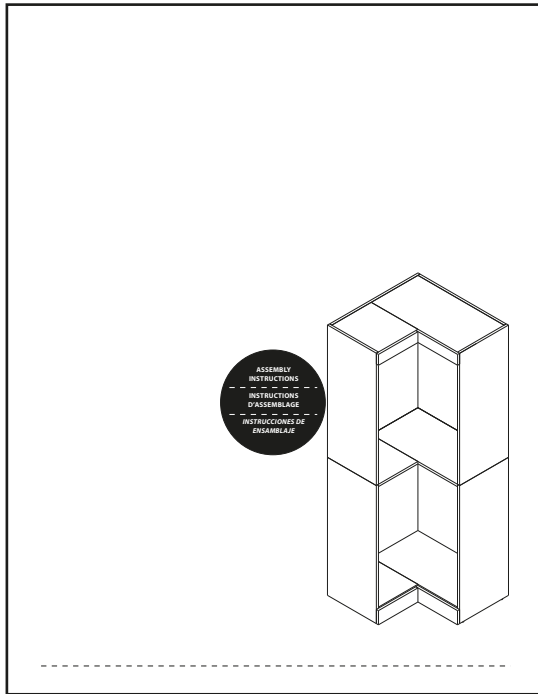 ASSEMBLY
INSTRUCTIONS
INSTRUCTIONS
D'ASSEMBLAGE
INSTRUCCIONES DE
ENSAMBLAJE